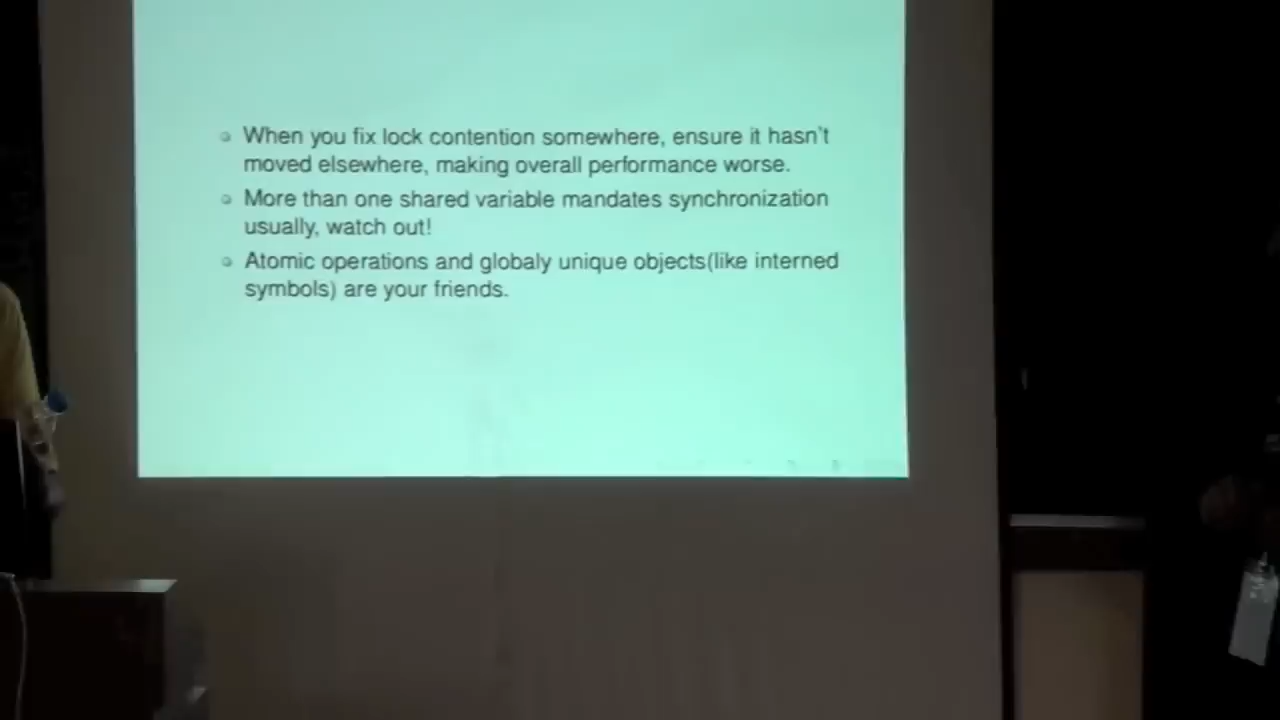 When you fix lock contention somewhere, ensure it hasn't
moved elsewhere, making overall performance worse.
More than one shared variable mandates synchronization
usually, watch out!
Atomic operations and globaly unique objects(like interned
symbols) are your friends.